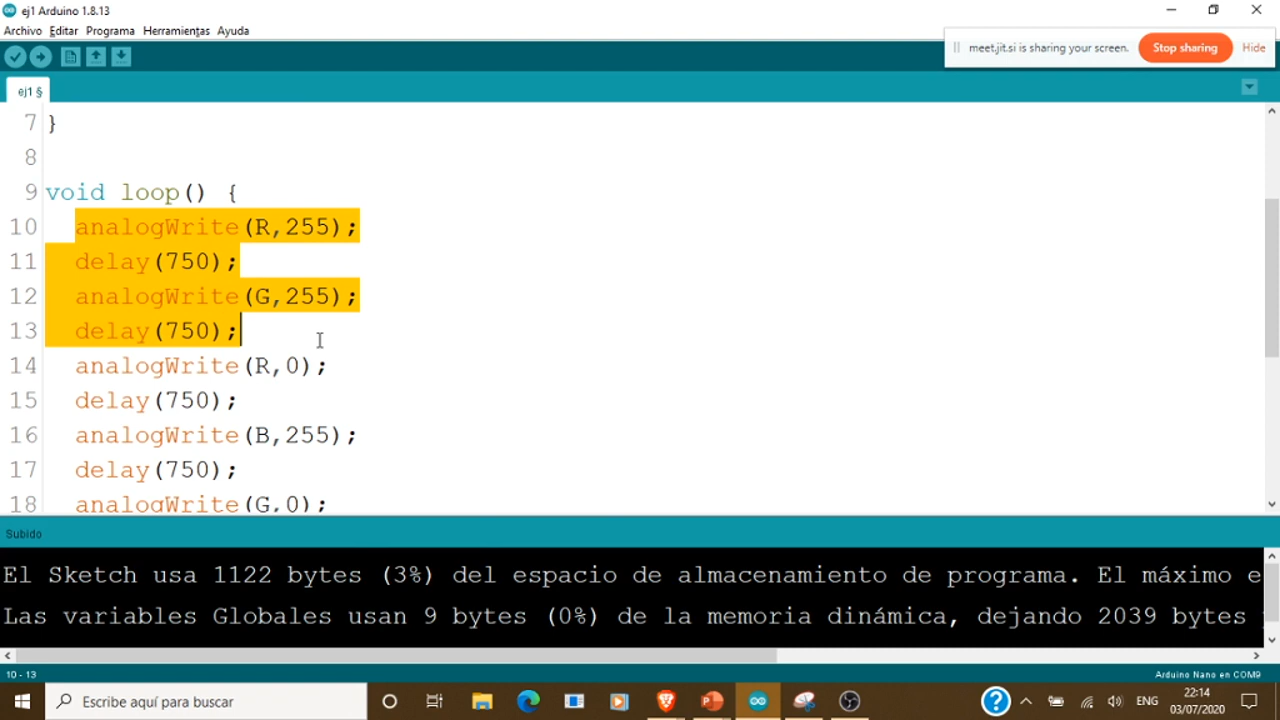 ej1 Arduino 1.8.13
Archivo Editar Programa Herramientas Ayuda
meet.jit.si is sharing your screen. Stop sharing Hide
ej1 §
7 }
8
9 void loop() {
10 analogWrite(R,255);
11 delay(750);
12 analogWrite(G,255);
13 delay(750);
14 analogWrite(R,0);
15 delay(750);
16 analogWrite(B,255);
17 delay(750);
18 analogWrite(G,0);
Subido
El Sketch usa 1122 bytes (3%) del espacio de almacenamiento de programa. El máximo e
Las variables Globales usan 9 bytes (0%) de la memoria dinámica, dejando 2039 bytes
10 - 13
Arduino Nano en COM9
Escribe aquí para buscar
ENG
22:14
03/07/2020